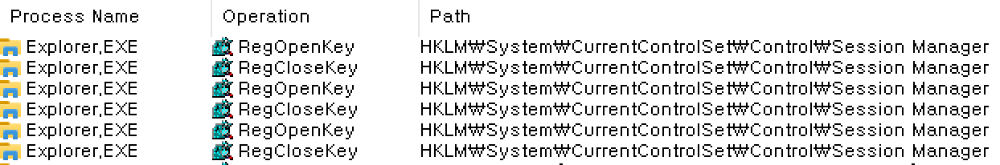 Process Name Operation Path
Explorer.EXE RegOpenKey HKLM₩System₩CurrentControlSet₩Control₩Session Manager
Explorer.EXE RegCloseKey HKLM₩System₩CurrentControlSet₩Control₩Session Manager
Explorer.EXE RegOpenKey HKLM₩System₩CurrentControlSet₩Control₩Session Manager
Explorer.EXE RegCloseKey HKLM₩System₩CurrentControlSet₩Control₩Session Manager
Explorer.EXE RegOpenKey HKLM₩System₩CurrentControlSet₩Control₩Session Manager
Explorer.EXE RegCloseKey HKLM₩System₩CurrentControlSet₩Control₩Session Manager